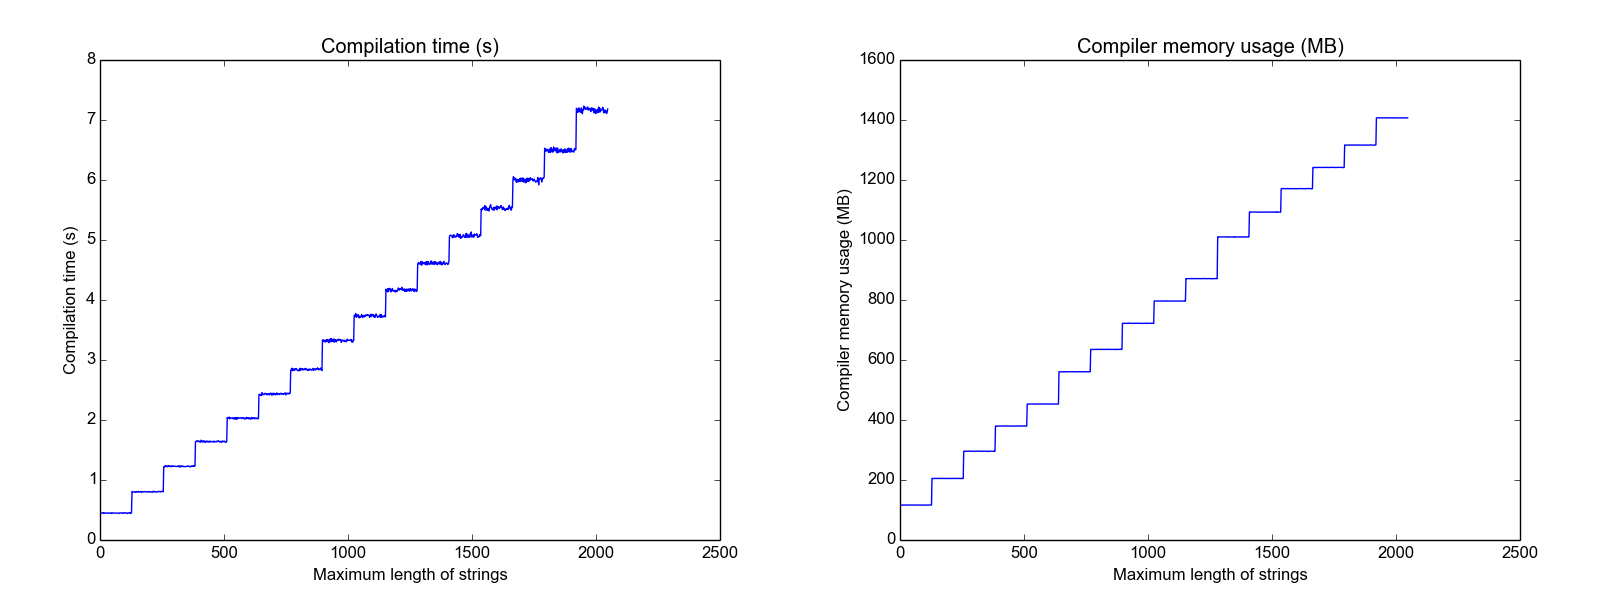 Compilation time (s)
8
7
6
5
4
3
2
1
0
Compilation time (s)
0 500 1000 1500 2000 2500
Maximum length of strings
Compiler memory usage (MB)
1600
1400
1200
1000
800
600
400
200
0
Compiler memory usage (MB)
0 500 1000 1500 2000 2500
Maximum length of strings